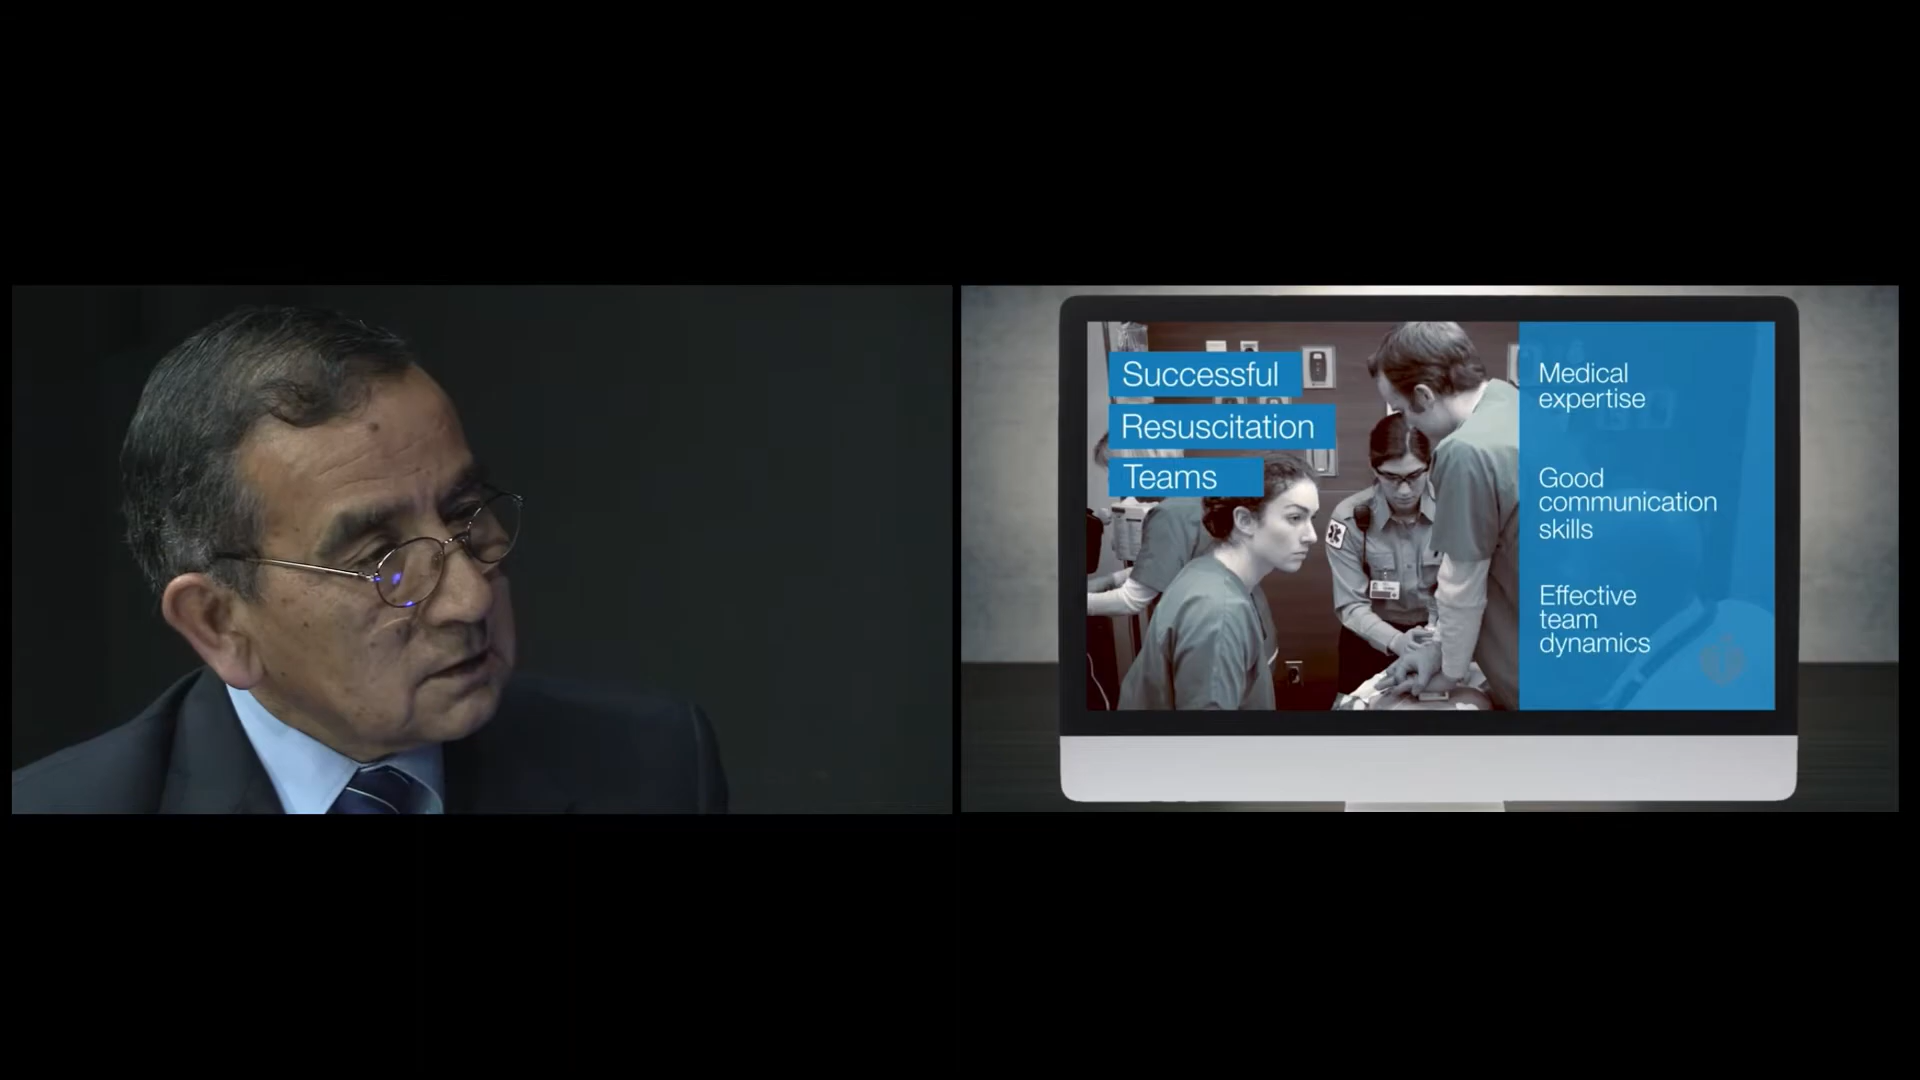 Successful
Resuscitation
Teams
Medical
expertise
Good
communication
skills
Effective
team
dynamics